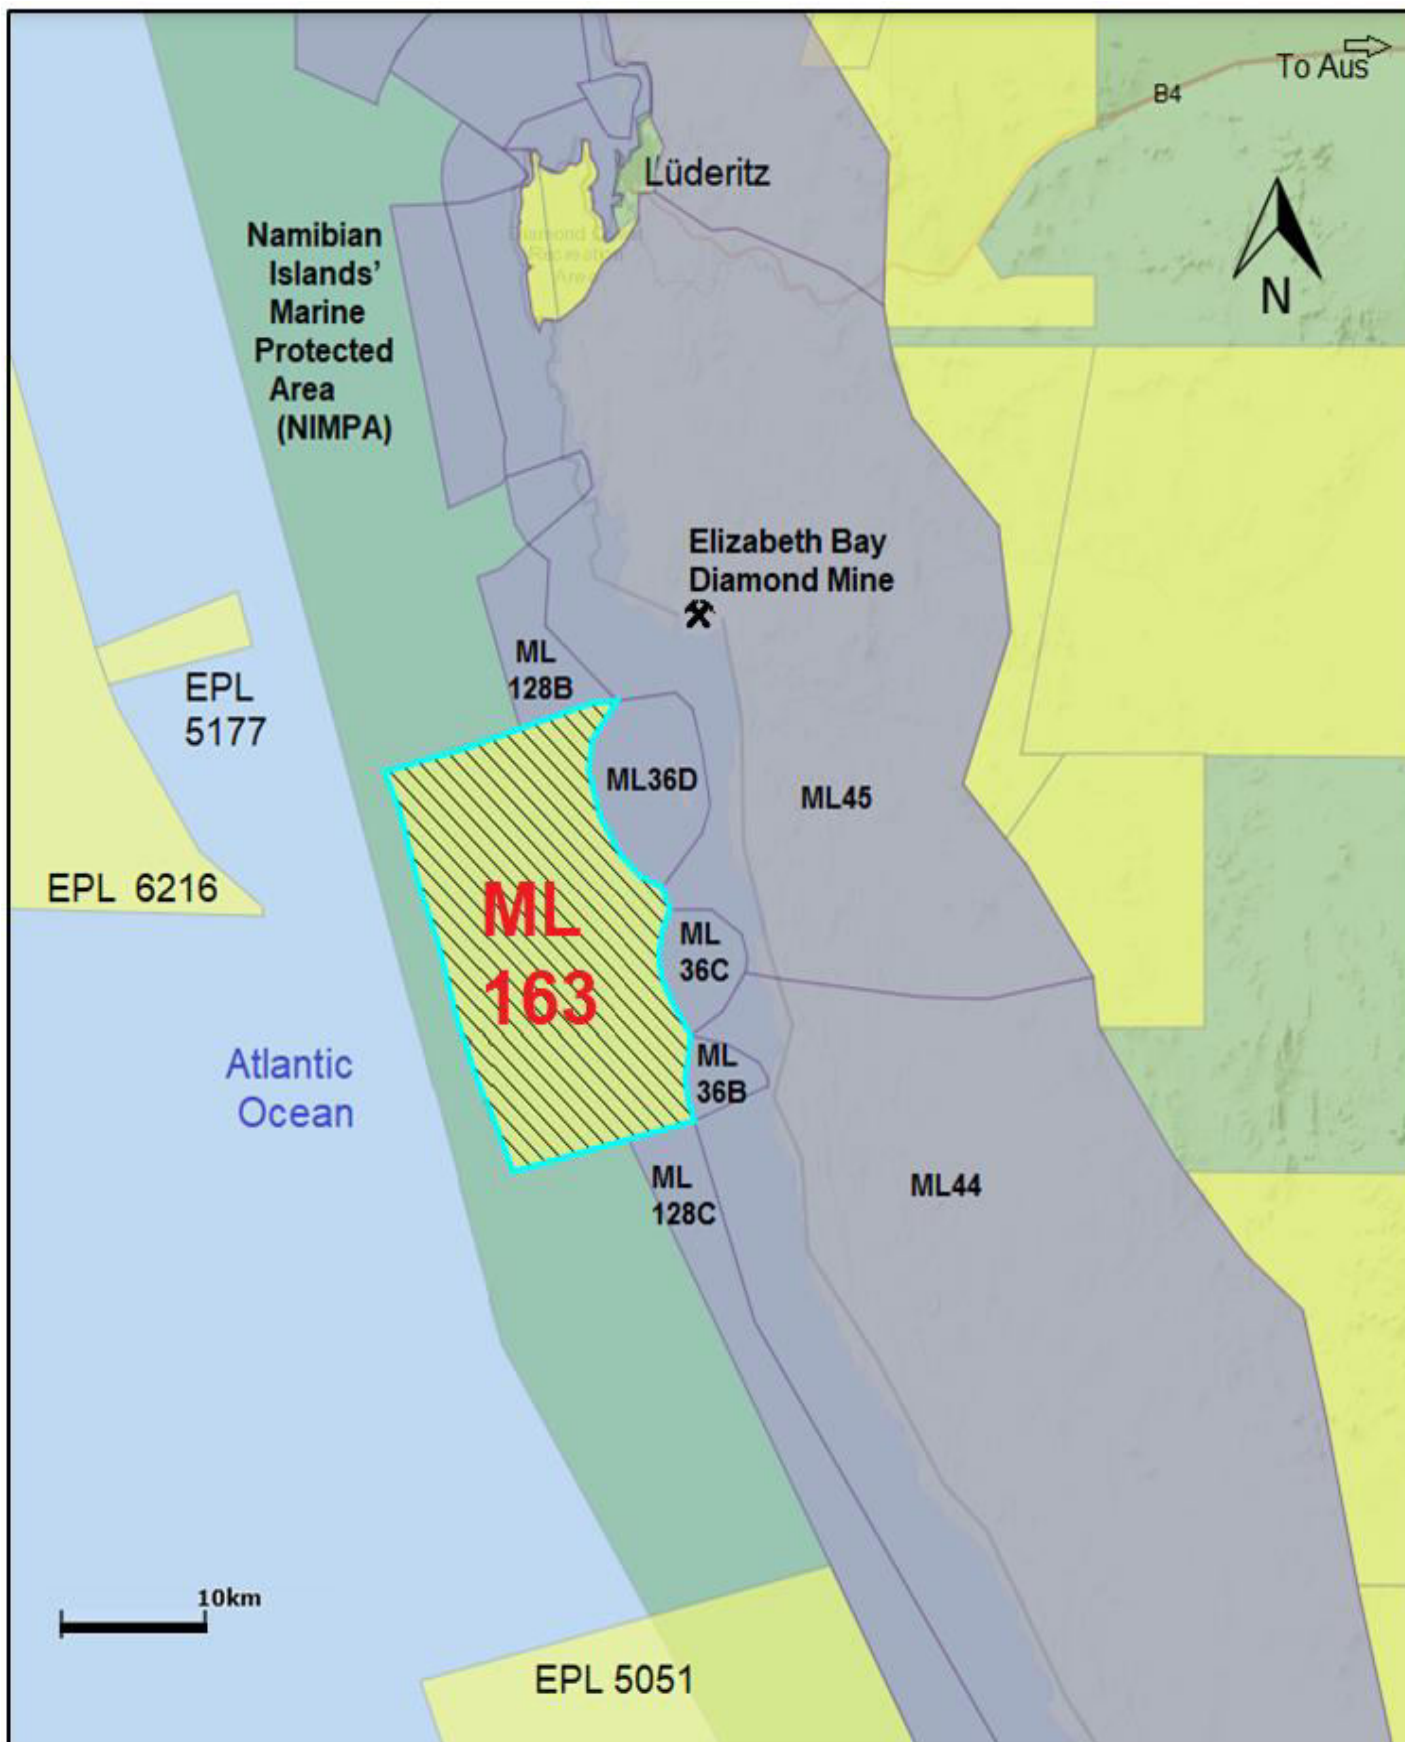 To Aus
B4
Lüderitz
Namibian
Islands’
Marine
Protected
Area
(NIMPA)
Elizabeth Bay
Diamond Mine
N
ML
128B
EPL
5177
ML36D
ML45
EPL 6216
ML
163
ML
36C
ML
36B
Atlantic
Ocean
ML
128C
ML44
10km
EPL 5051